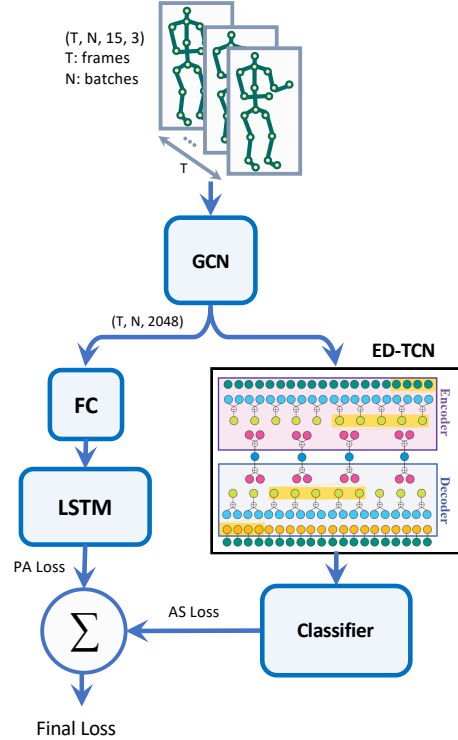 (T, N, 15, 3)
T: frames
N: batches
...
T
GCN
(T, N, 2048)
ED-TCN
FC
Encoder
LSTM
Decoder
PA Loss
AS Loss
∑
Classifier
Final Loss